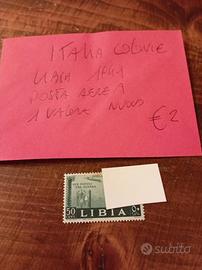 ITALIA COLONIE
LIBIA 1941
POSTA AEREA
1 VALORE NUOVO
€2
50
LIBIA
subito